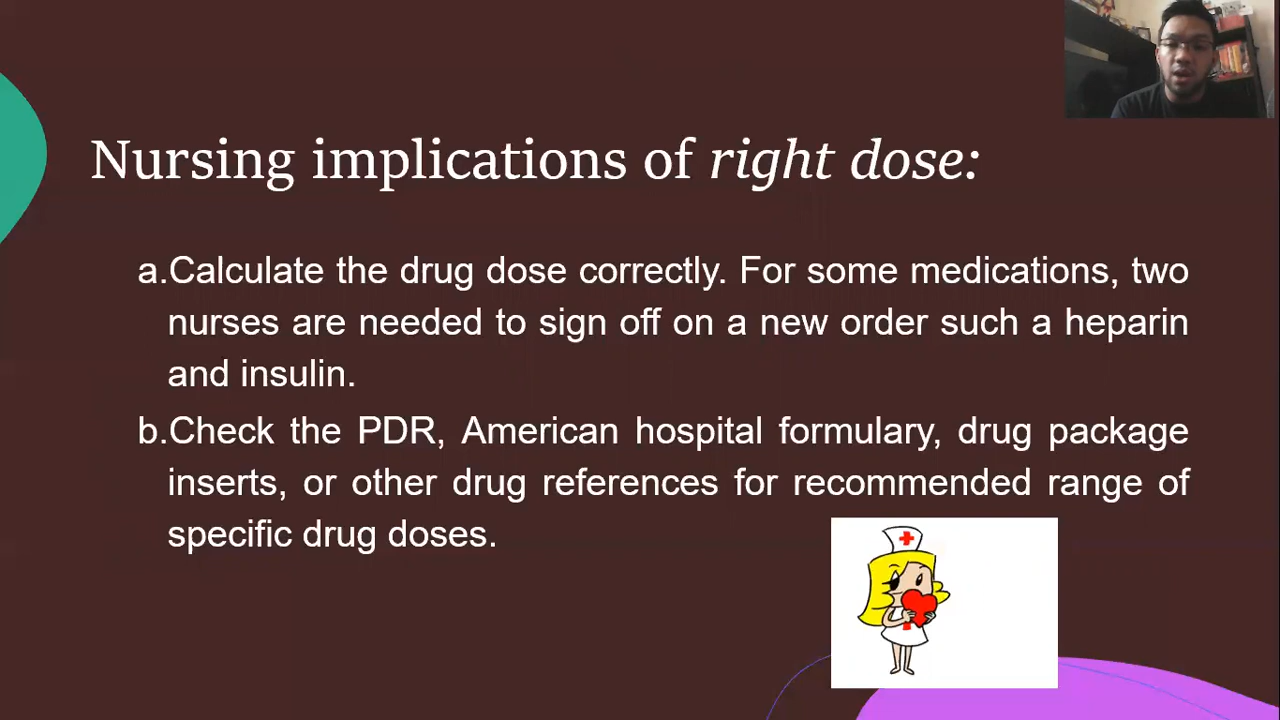 Nursing implications of right dose:
a.Calculate the drug dose correctly. For some medications, two
nurses are needed to sign off on a new order such a heparin
and insulin.
b.Check the PDR, American hospital formulary, drug package
inserts, or other drug references for recommended range of
specific drug doses.